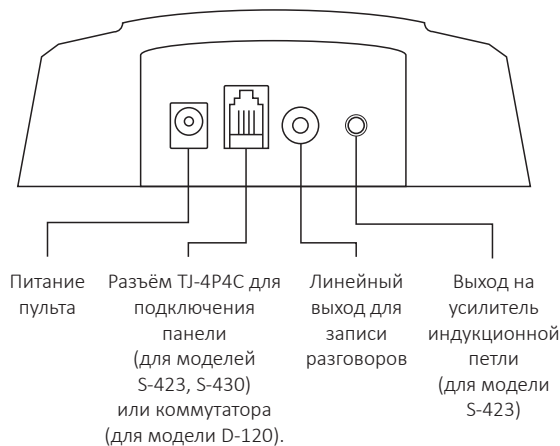 Питание
пульта
Разъём TJ-4P4C для
подключения
панели
(для моделей
S-423, S-430)
или коммутатора
(для модели D-120).
Линейный
выход для
записи
разговоров
Выход на
усилитель
индукционной
петли
(для модели
S-423)